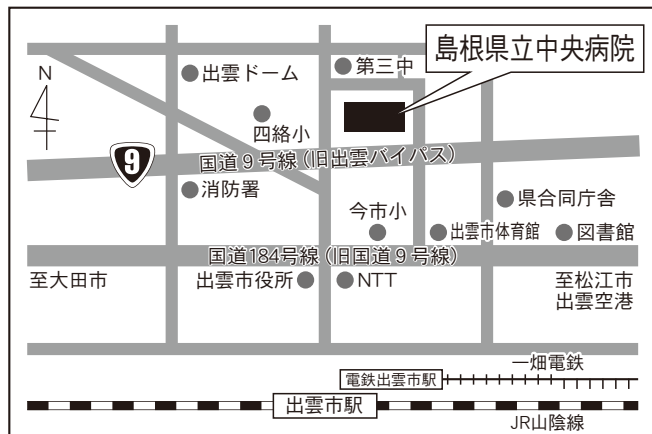 島根県立中央病院
N
出雲ドーム
第三中
四絡小
9
国道9号線(旧出雲バイパス)
消防署
今市小
県合同庁舎
出雲市体育館
図書館
国道184号線(旧国道9号線)
至大田市
出雲市役所
NTT
至松江市
出雲空港
一畑電鉄
電鉄出雲市駅
出雲市駅
JR山陰線